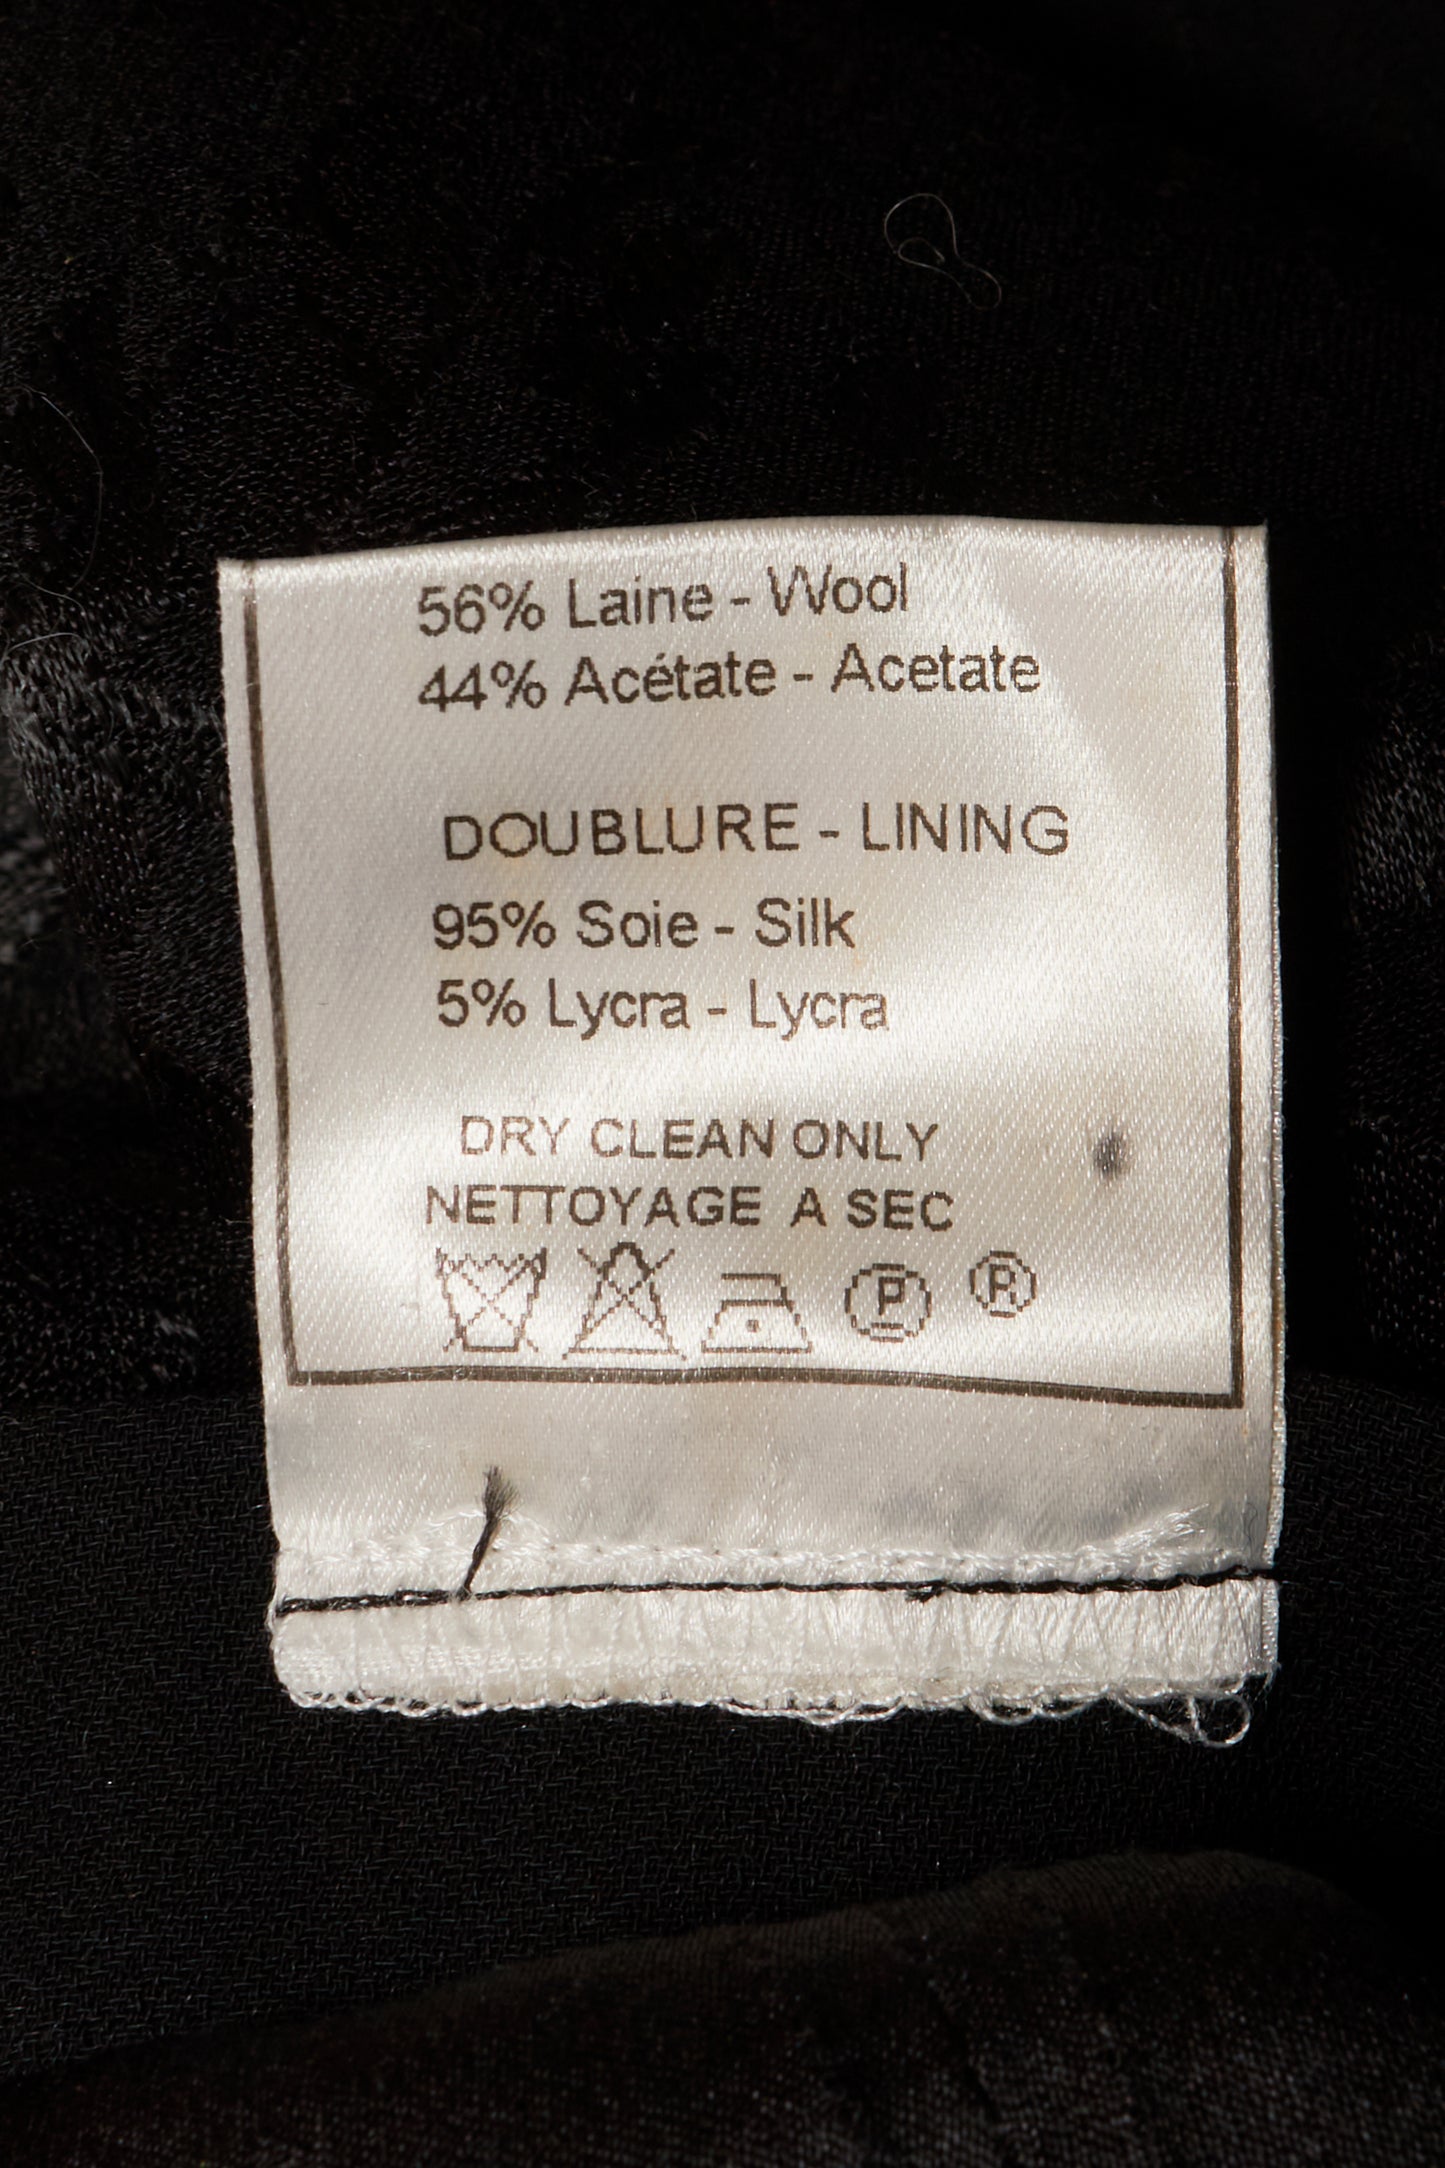 56% Laine - Wool
44% Acétate - Acetate
DOUBLURE - LINING
95% Soie - Silk
5% Lycra - Lycra
DRY CLEAN ONLY
NETTOYAGE A SEC
P ®